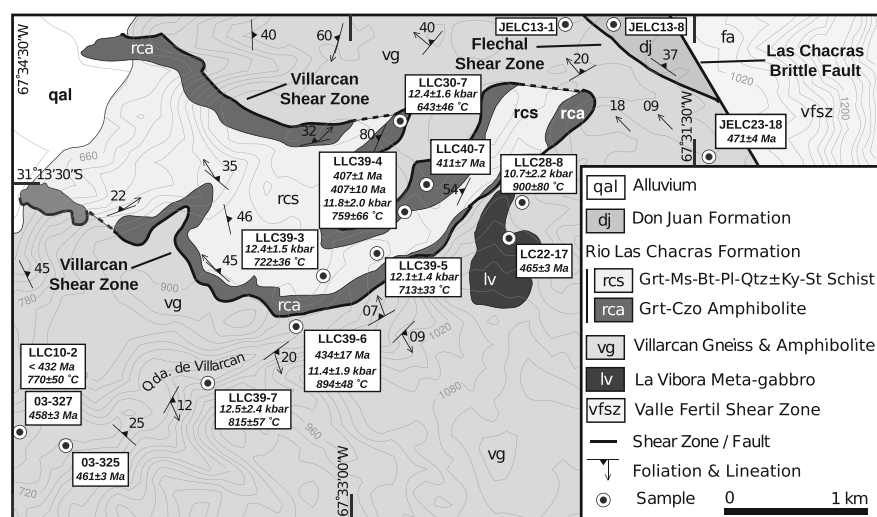 67˚34'30"W
rca
40
60
40
vg
JELC13-1
JELC13-8
fa
Flechal
Shear Zone
dj
37
Las Chacras
Brittle Fault
1020
qal
Villarcan
Shear Zone
LLC30-7
12.4±1.6 kbar
643±46 ˚C
20
rcs
rca
18
09
67˚31'30"W
1200
vfsz
JELC23-18
471±4 Ma
660
32
80
LLC39-4
407±1 Ma
407±10 Ma
11.8±2.0 kbar
759±66 ˚C
LLC40-7
411±7 Ma
LLC28-8
10.7±2.2 kbar
900±80 ˚C
31˚13'30"S
35
rcs
54
22
46
LLC39-3
12.4±1.5 kbar
722±36 ˚C
45
LLC39-5
12.1±1.4 kbar
713±33 ˚C
LC22-17
465±3 Ma
lv
45
Villarcan
Shear Zone
780
900
vg
rca
07
09
1020
LLC39-6
434±17 Ma
11.4±1.9 kbar
894±48 ˚C
20
Qda. de Villarcan
LLC10-2
< 432 Ma
770±50 ˚C
03-327
458±3 Ma
12
LLC39-7
12.5±2.4 kbar
815±57 ˚C
1080
25
960
03-325
461±3 Ma
67˚33'00"W
vg
720
qal Alluvium
dj Don Juan Formation
Rio Las Chacras Formation
rcs Grt-Ms-Bt-Pl-Qtz±Ky-St Schist
rca Grt-Czo Amphibolite
vg Villarcan Gneiss & Amphibolite
lv La Vibora Meta-gabbro
vfsz Valle Fertil Shear Zone
Shear Zone / Fault
Foliation & Lineation
Sample
0 1 km